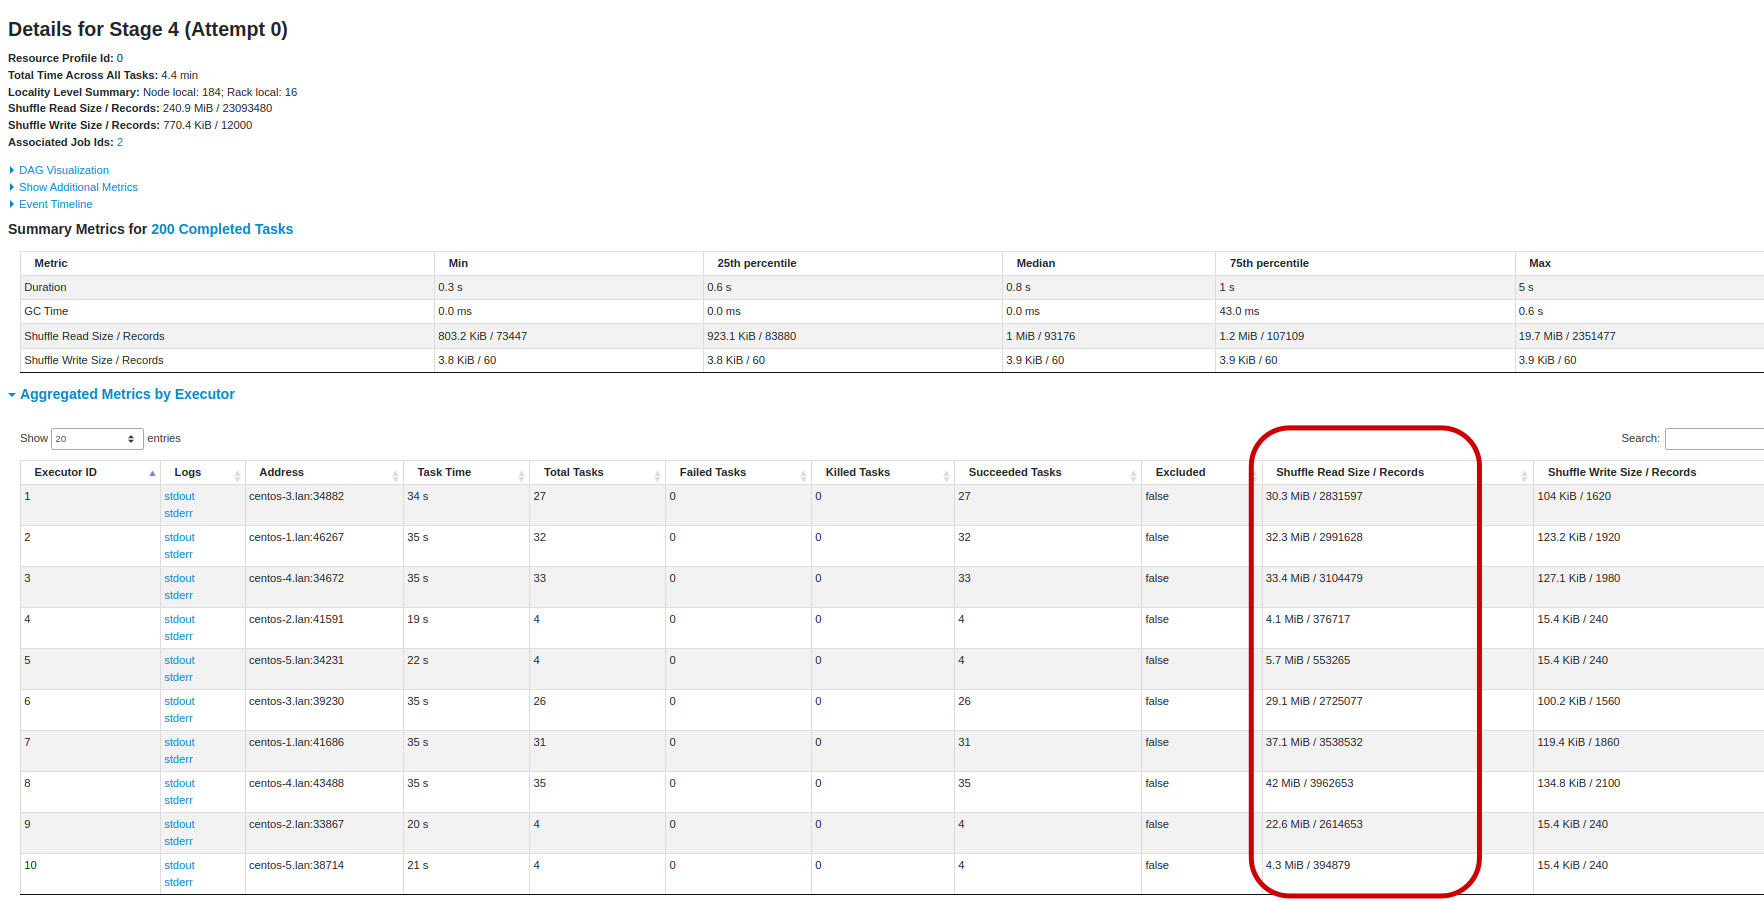 Details for Stage 4 (Attempt 0)
Resource Profile Id: 0
Total Time Across All Tasks: 4.4 min
Locality Level Summary: Node local: 184; Rack local: 16
Shuffle Read Size / Records: 240.9 MiB / 23093480
Shuffle Write Size / Records: 770.4 KiB / 12000
Associated Job Ids: 2
DAG Visualization
Show Additional Metrics
Event Timeline
Summary Metrics for 200 Completed Tasks
Metric Min 25th percentile Median 75th percentile Max
Duration 0.3 s 0.6 s 0.8 s 1 s 5 s
GC Time 0.0 ms 0.0 ms 0.0 ms 43.0 ms 0.6 s
Shuffle Read Size / Records 803.2 KiB / 73447 923.1 KiB / 83880 1 MiB / 93176 1.2 MiB / 107109 19.7 MiB / 2351477
Shuffle Write Size / Records 3.8 KiB / 60 3.8 KiB / 60 3.9 KiB / 60 3.9 KiB / 60 3.9 KiB / 60
Aggregated Metrics by Executor
Show 20 entries Search:
Executor ID Logs Address Task Time Total Tasks Failed Tasks Killed Tasks Succeeded Tasks Excluded Shuffle Read Size / Records Shuffle Write Size / Records
1 stdout centos-3.lan:34882 34 s 27 0 0 27 false 30.3 MiB / 2831597 104 KiB / 1620
stderr
2 stdout centos-1.lan:46267 35 s 32 0 0 32 false 32.3 MiB / 2991628 123.2 KiB / 1920
stderr
3 stdout centos-4.lan:34672 35 s 33 0 0 33 false 33.4 MiB / 3104479 127.1 KiB / 1980
stderr
4 stdout centos-2.lan:41591 19 s 4 0 0 4 false 4.1 MiB / 376717 15.4 KiB / 240
stderr
5 stdout centos-5.lan:34231 22 s 4 0 0 4 false 5.7 MiB / 553265 15.4 KiB / 240
stderr
6 stdout centos-3.lan:39230 35 s 26 0 0 26 false 29.1 MiB / 2725077 100.2 KiB / 1560
stderr
7 stdout centos-1.lan:41686 35 s 31 0 0 31 false 37.1 MiB / 3538532 119.4 KiB / 1860
stderr
8 stdout centos-4.lan:43488 35 s 35 0 0 35 false 42 MiB / 3962653 134.8 KiB / 2100
stderr
9 stdout centos-2.lan:33867 20 s 4 0 0 4 false 22.6 MiB / 2614653 15.4 KiB / 240
stderr
10 stdout centos-5.lan:38714 21 s 4 0 0 4 false 4.3 MiB / 394879 15.4 KiB / 240
stderr